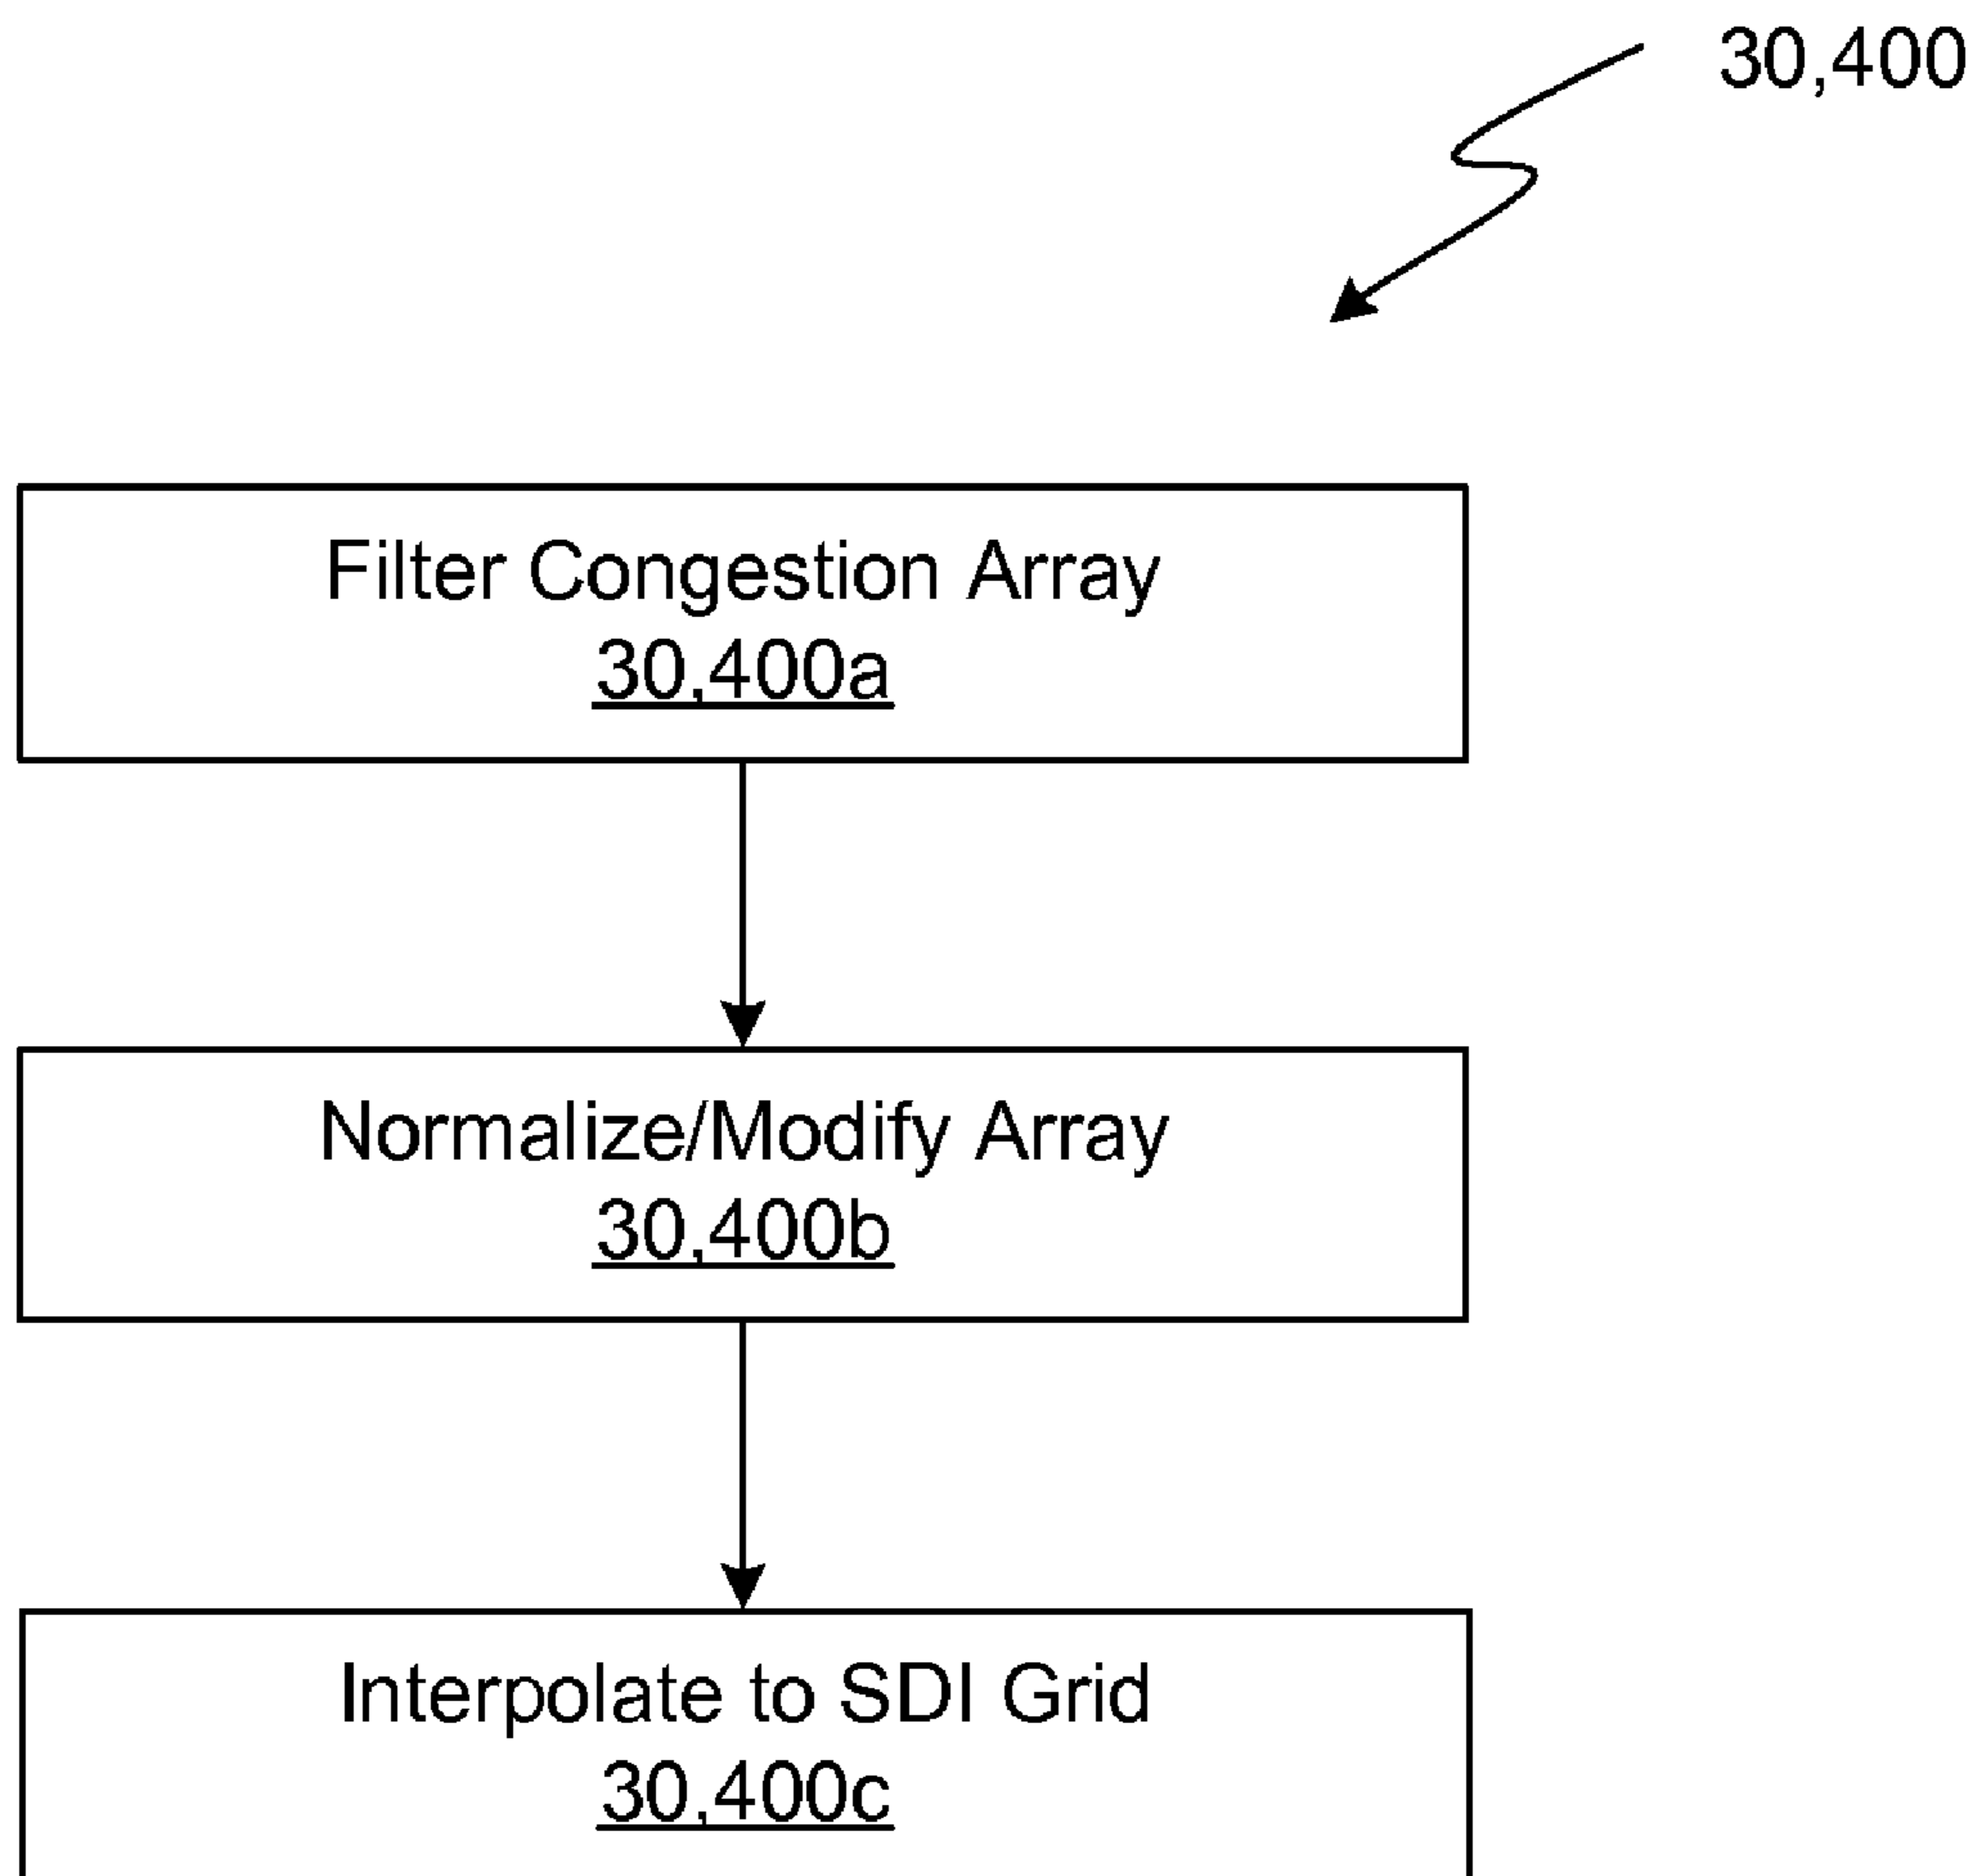 30,400
Filter Congestion Array
30,400a
Normalize/Modify Array
30,400b
Interpolate to SDI Grid
30,400c